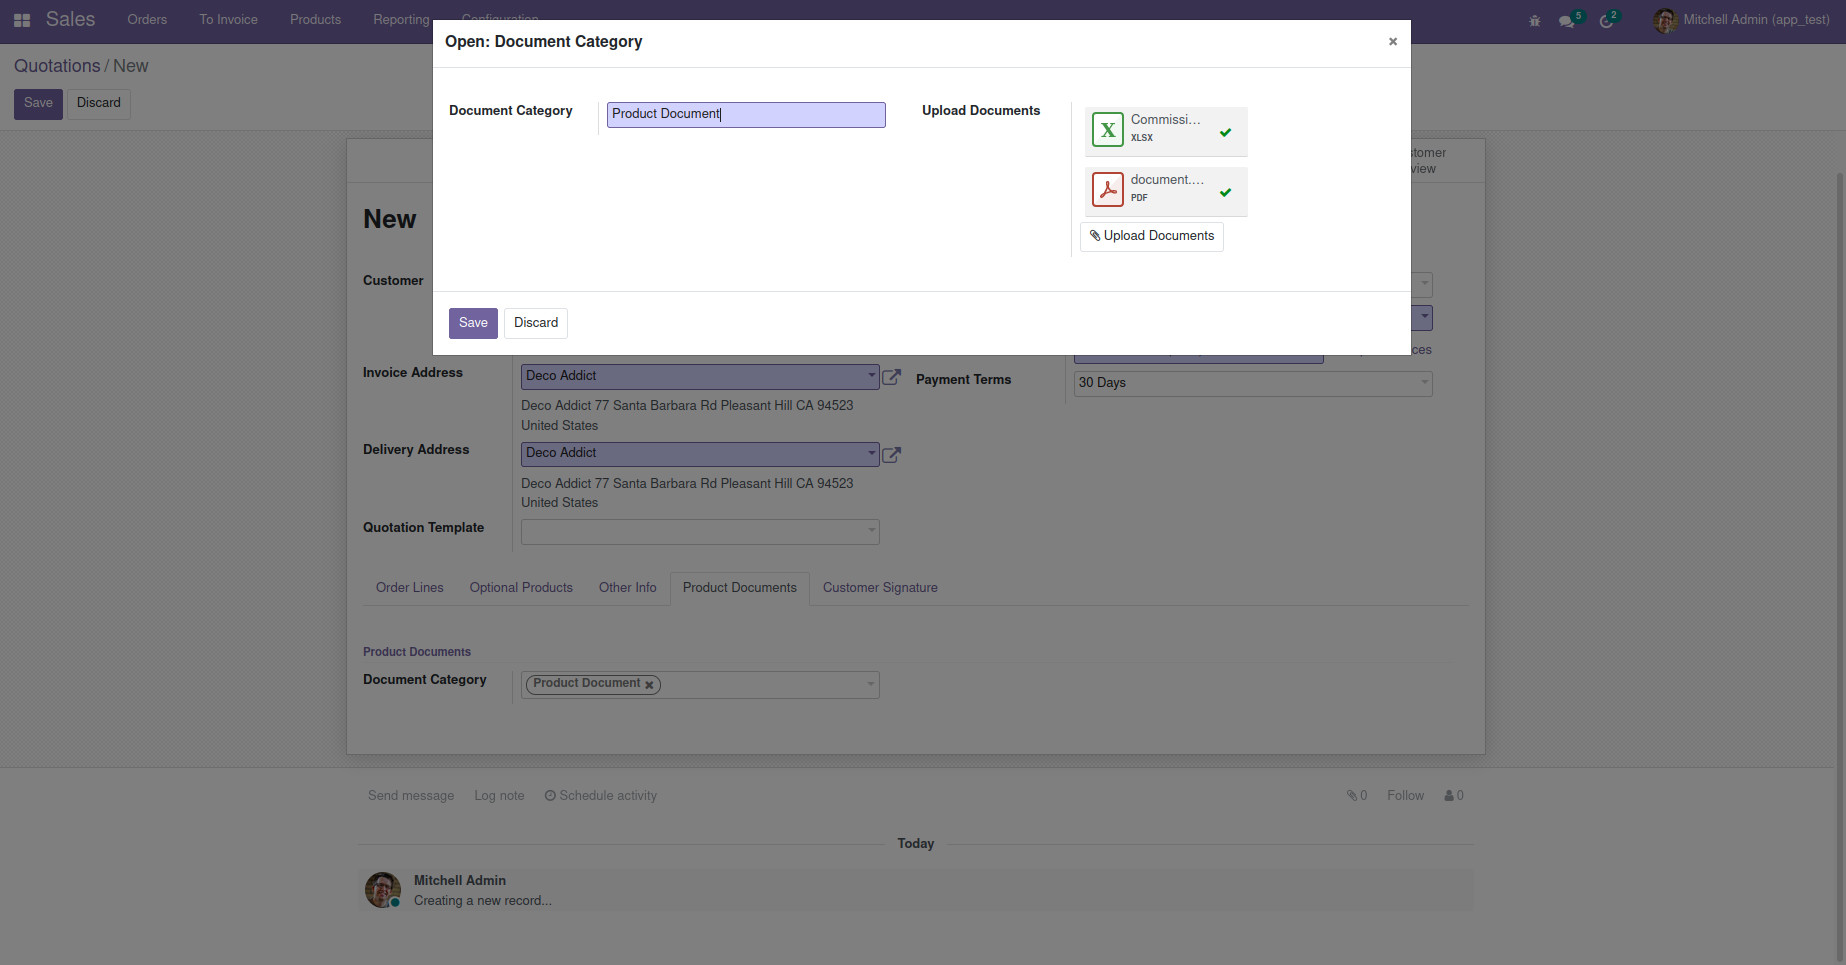 Sales Orders To Invoice Products Reporting Configuration 5 2 Mitchell Admin (app_test)
Quotations / New
Save Discard
Open: Document Category ×
Document Category Product Document Upload Documents
Commissi...
XLSX
document....
PDF
Upload Documents
Save Discard
New
Customer
Invoice Address Deco Addict
Deco Addict 77 Santa Barbara Rd Pleasant Hill CA 94523
United States
Payment Terms 30 Days
Delivery Address Deco Addict
Deco Addict 77 Santa Barbara Rd Pleasant Hill CA 94523
United States
Quotation Template
Order Lines Optional Products Other Info Product Documents Customer Signature
Product Documents
Document Category Product Document ×
Send message Log note Schedule activity 0 Follow 0
Today
Mitchell Admin
Creating a new record...